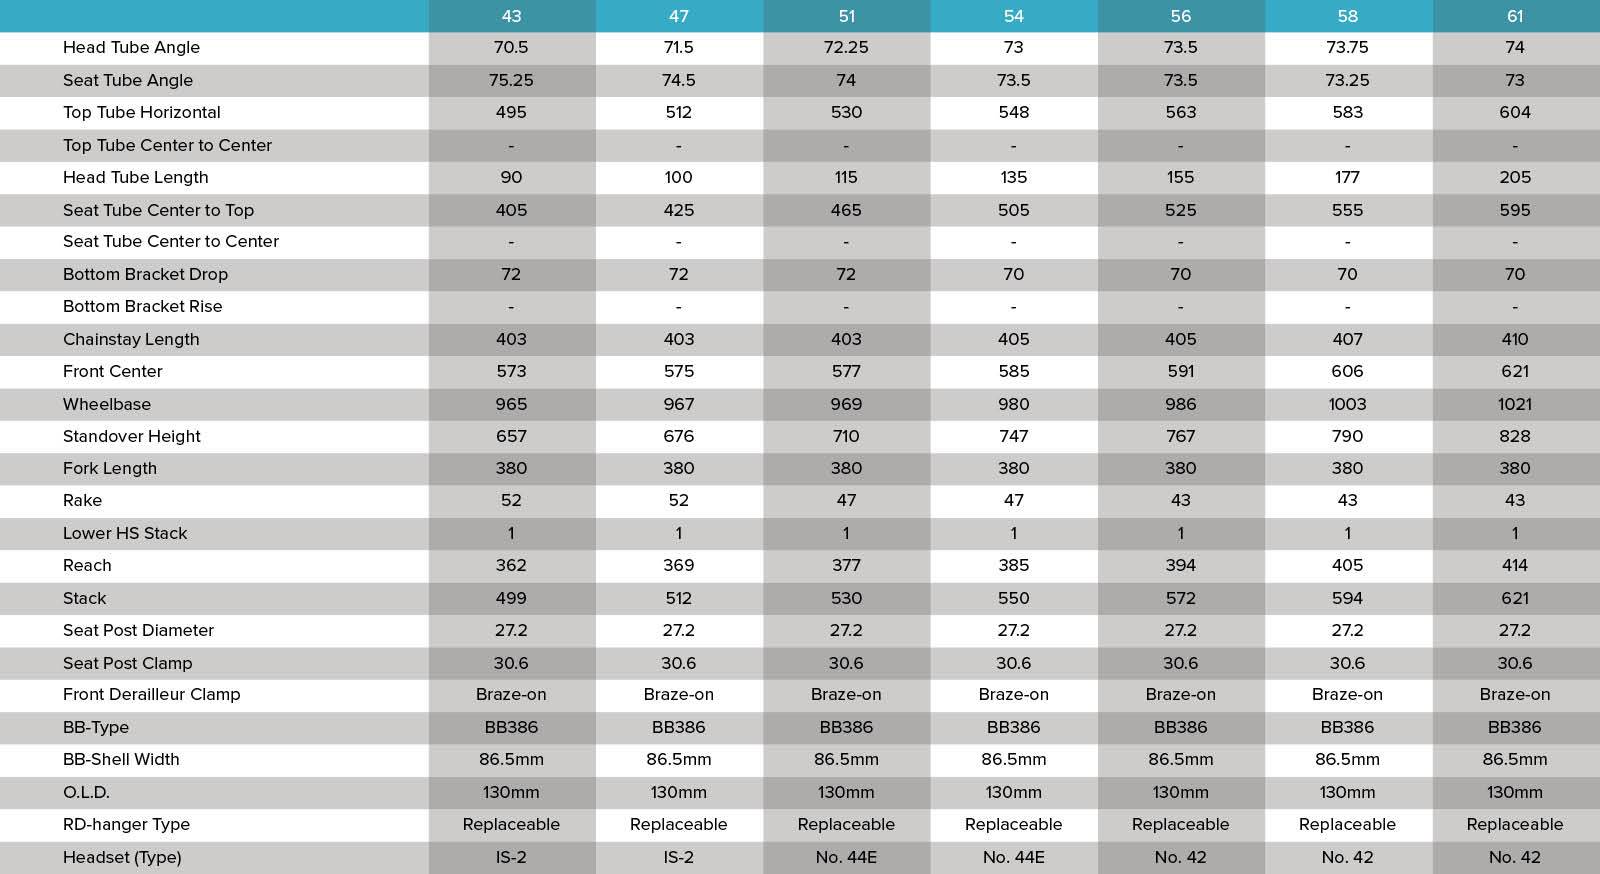 43 47 51 54 56 58 61
Head Tube Angle 70.5 71.5 72.25 73 73.5 73.75 74
Seat Tube Angle 75.25 74.5 74 73.5 73.5 73.25 73
Top Tube Horizontal 495 512 530 548 563 583 604
Top Tube Center to Center - - - - - - -
Head Tube Length 90 100 115 135 155 177 205
Seat Tube Center to Top 405 425 465 505 525 555 595
Seat Tube Center to Center - - - - - - -
Bottom Bracket Drop 72 72 72 70 70 70 70
Bottom Bracket Rise - - - - - - -
Chainstay Length 403 403 403 405 405 407 410
Front Center 573 575 577 585 591 606 621
Wheelbase 965 967 969 980 986 1003 1021
Standover Height 657 676 710 747 767 790 828
Fork Length 380 380 380 380 380 380 380
Rake 52 52 47 47 43 43 43
Lower HS Stack 1 1 1 1 1 1 1
Reach 362 369 377 385 394 405 414
Stack 499 512 530 550 572 594 621
Seat Post Diameter 27.2 27.2 27.2 27.2 27.2 27.2 27.2
Seat Post Clamp 30.6 30.6 30.6 30.6 30.6 30.6 30.6
Front Derailleur Clamp Braze-on Braze-on Braze-on Braze-on Braze-on Braze-on Braze-on
BB-Type BB386 BB386 BB386 BB386 BB386 BB386 BB386
BB-Shell Width 86.5mm 86.5mm 86.5mm 86.5mm 86.5mm 86.5mm 86.5mm
O.L.D. 130mm 130mm 130mm 130mm 130mm 130mm 130mm
RD-hanger Type Replaceable Replaceable Replaceable Replaceable Replaceable Replaceable Replaceable
Headset (Type) IS-2 IS-2 No. 44E No. 44E No. 42 No. 42 No. 42